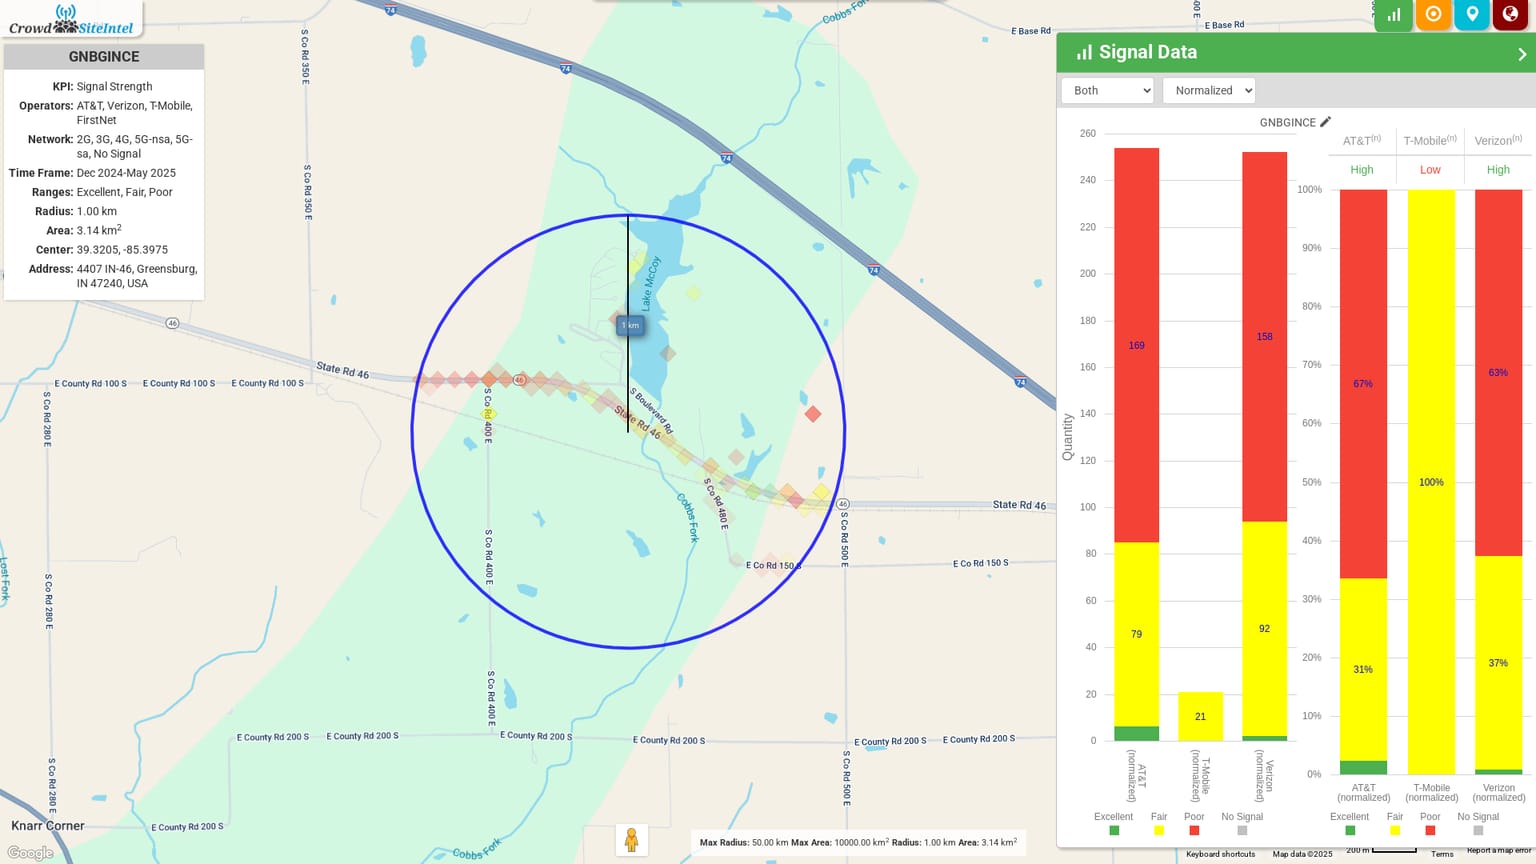 Crowd SiteIntel
GNBGINCE
KPI: Signal Strength
Operators: AT&T, Verizon, T-Mobile,
FirstNet
Network: 2G, 3G, 4G, 5G-nsa, 5G-
sa, No Signal
Time Frame: Dec 2024-May 2025
Ranges: Excellent, Fair, Poor
Radius: 1.00 km
Area: 3.14 km²
Center: 39.3205, -85.3975
Address: 4407 IN-46, Greensburg,
IN 47240, USA
74
Cobbs Fork
E Base Rd
E Base Rd
S Co Rd 350 E
S Co Rd 350 E
74
74
74
74
Lake McCoy
1 km
46
State Rd 46
E County Rd 100 S
E County Rd 100 S
E County Rd 100 S
46
S Co Rd 280 E
S Co Rd 400 E
S Boulevard Rd
State Rd 46
S Co Rd 480 E
Cobbs Fork
46
State Rd 46
S Co Rd 500 E
S Co Rd 400 E
E Co Rd 150 S
E Co Rd 150 S
Lost Fork
S Co Rd 280 E
S Co Rd 400 E
E County Rd 200 S
E County Rd 200 S
E County Rd 200 S
E County Rd 200 S
E County Rd 200 S
E County Rd 200 S
S Co Rd 280 E
S Co Rd 500 E
Knarr Corner
E County Rd 200 S
Cobbs Fork
Google
Max Radius: 50.00 km Max Area: 10000.00 km² Radius: 1.00 km Area: 3.14 km²
Signal Data
Both
Normalized
GNBGINCE
260
240
220
200
180
160
140
120
100
80
60
40
20
0
Quantity
169
79
21
158
92
AT&T
(normalized)
T-Mobile
(normalized)
Verizon
(normalized)
Excellent
Fair
Poor
No Signal
AT&T(n)
T-Mobile(n)
Verizon(n)
High
Low
High
100%
90%
80%
70%
60%
50%
40%
30%
20%
10%
0%
67%
31%
100%
63%
37%
AT&T
(normalized)
T-Mobile
(normalized)
Verizon
(normalized)
Excellent
Fair
Poor
No Signal
Keyboard shortcuts
Map data ©2025
200 m
Terms
Report a map error